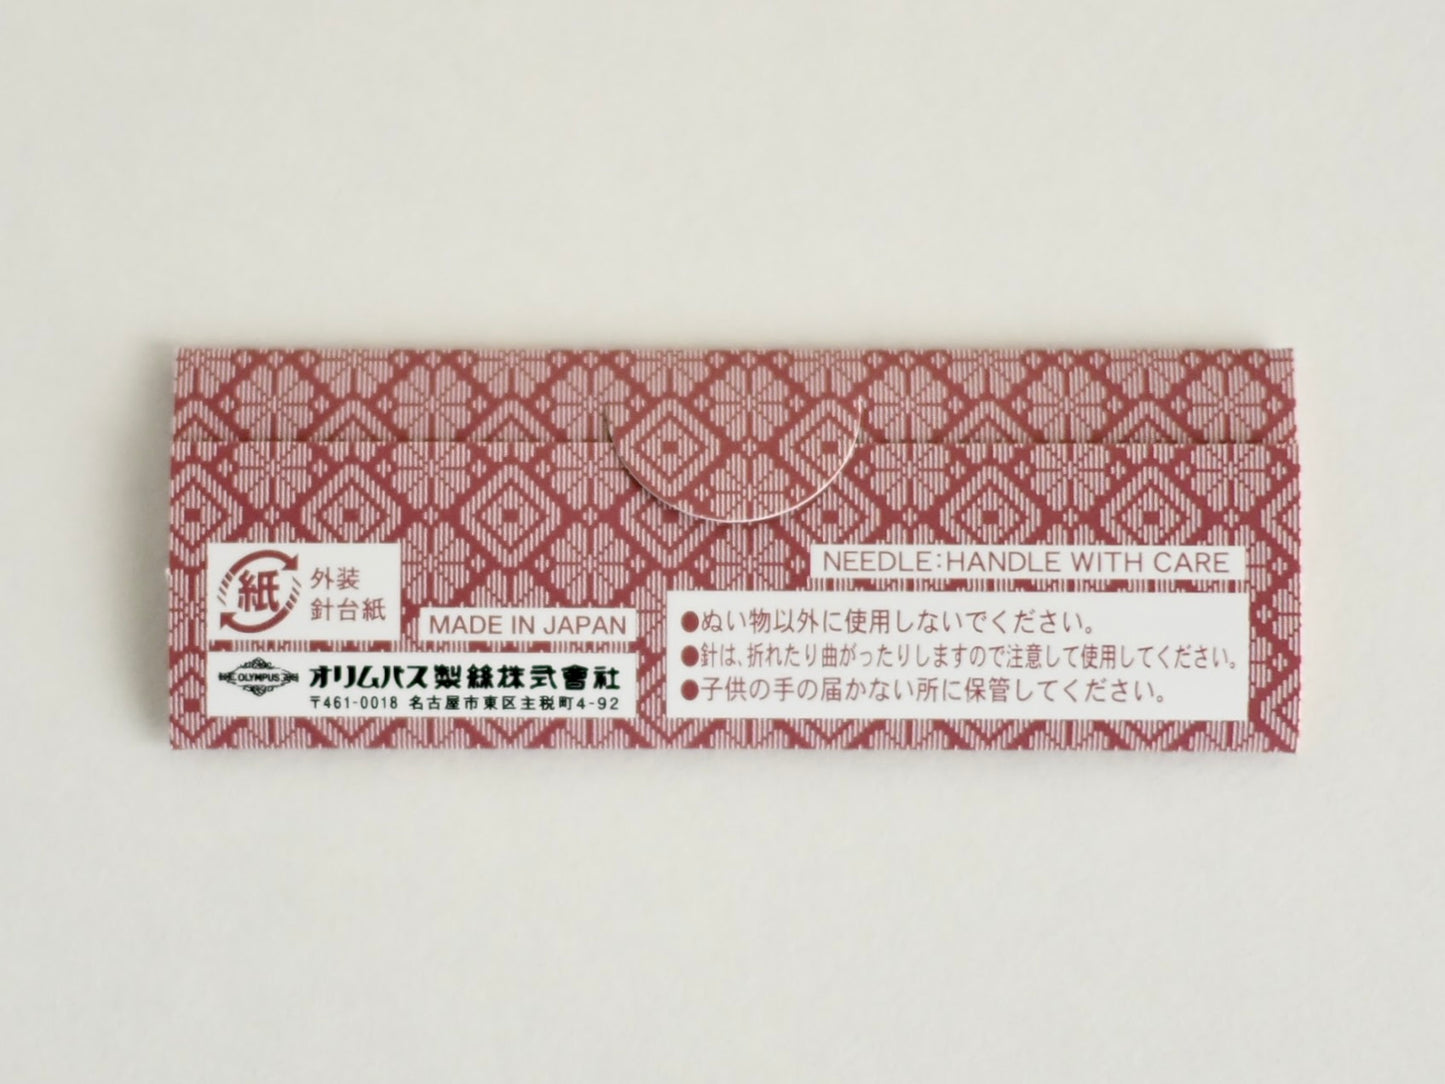 紙
外装
針台紙
MADE IN JAPAN
OLYMPUS
オリムパス製絲株式會社
〒461-0018 名古屋市東区主税町4-92
NEEDLE:HANDLE WITH CARE
●ぬい物以外に使用しないでください。
●針は、折れたり曲がったりしますので注意して使用してください。
●子供の手の届かない所に保管してください。